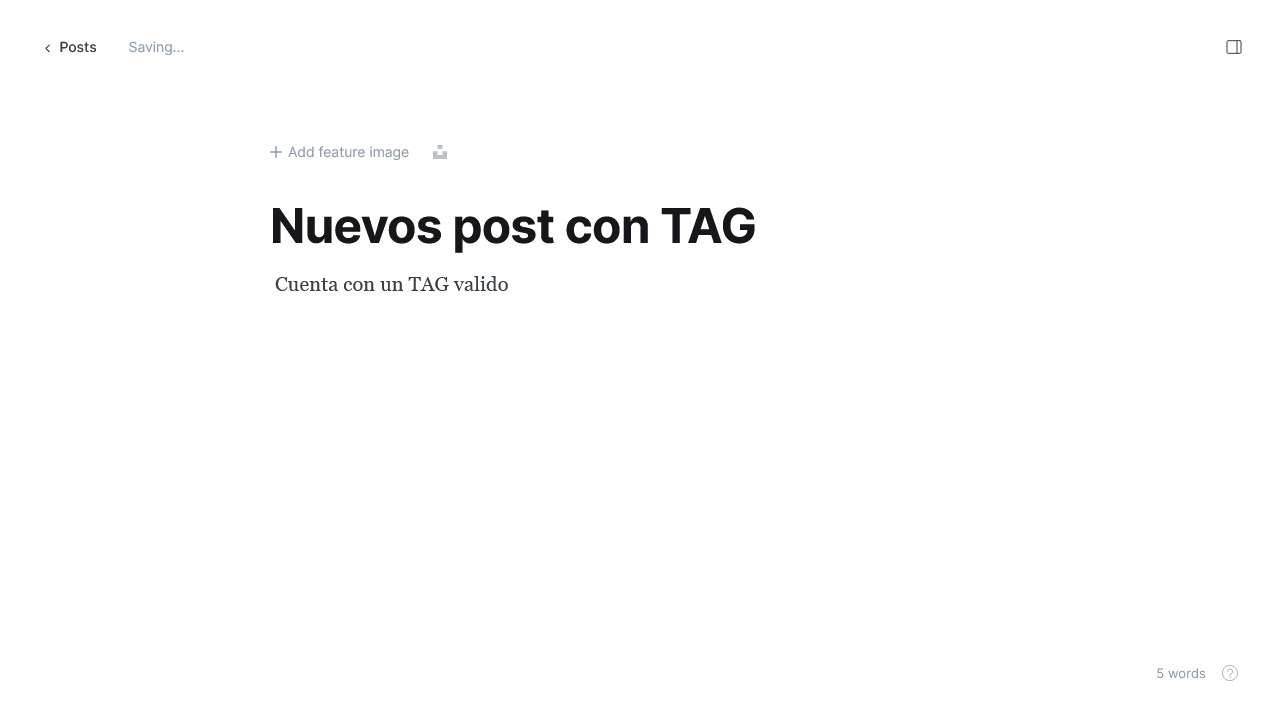 Posts
Saving...
Add feature image
Nuevos post con TAG
Cuenta con un TAG valido
5 words